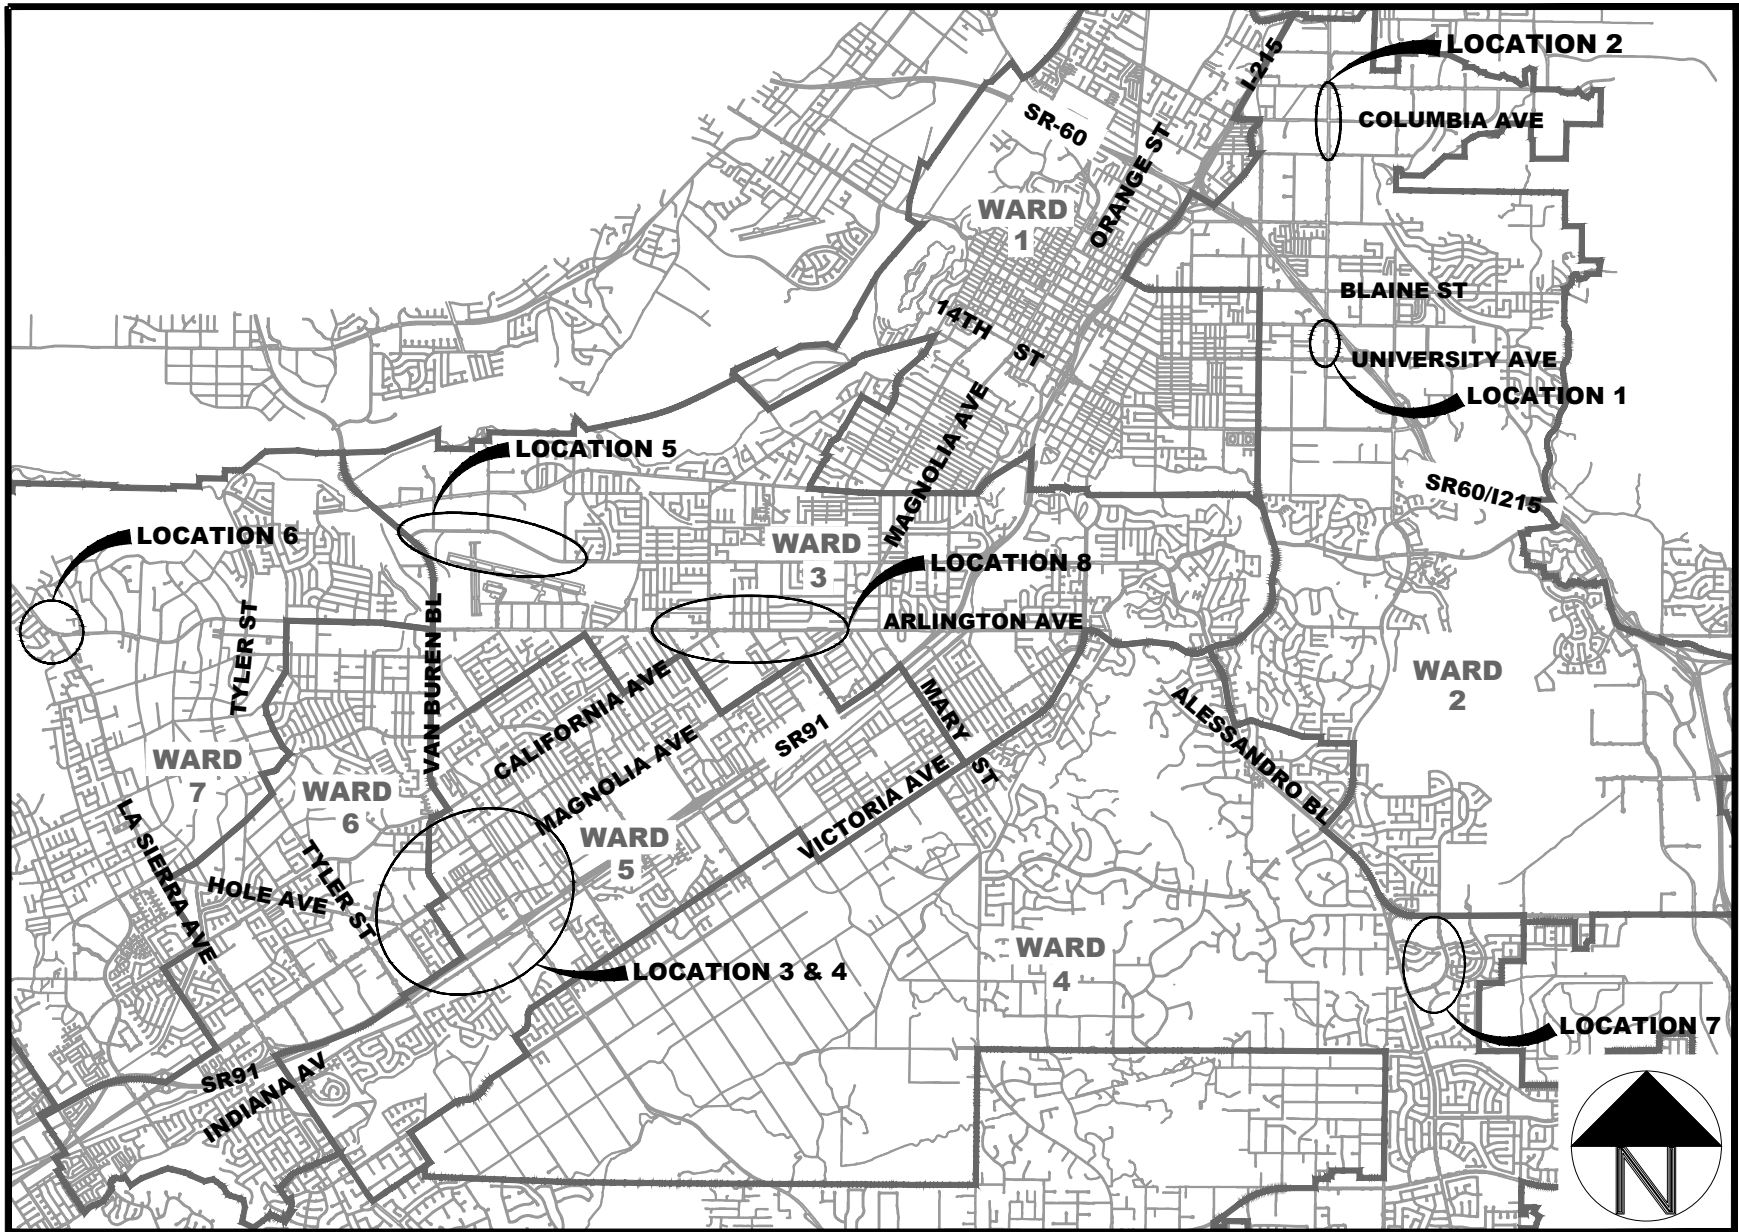 LOCATION 2
I-215
COLUMBIA AVE
SR-60
ORANGE ST
WARD
1
BLAINE ST
14TH ST
UNIVERSITY AVE
LOCATION 1
MAGNOLIA AVE
LOCATION 5
SR60/I215
LOCATION 6
WARD
3
LOCATION 8
ARLINGTON AVE
TYLER ST
VAN BUREN BL
CALIFORNIA AVE
MARY ST
WARD
2
ALESSANDRO BL
MAGNOLIA AVE
SR91
WARD
7
WARD
6
VICTORIA AVE
WARD
5
LA SIERRA AVE
HOLE AVE
TYLER ST
WARD
4
LOCATION 3 & 4
LOCATION 7
SR91
INDIANA AV
N